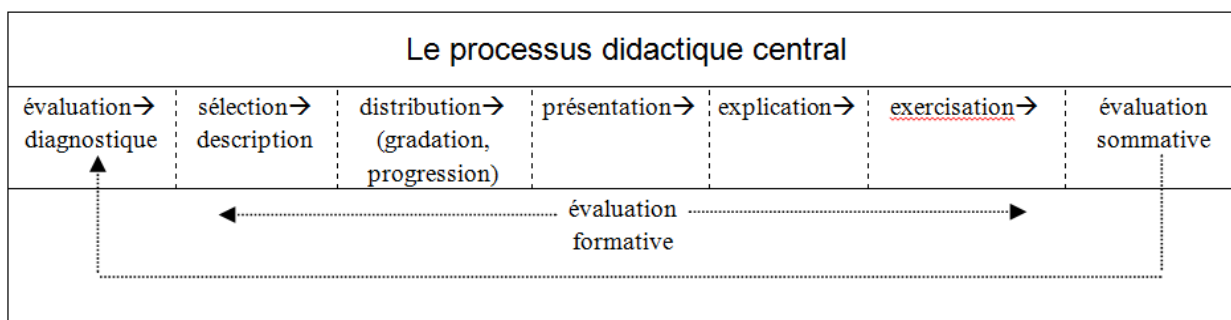 Le processus didactique central
évaluation→
diagnostique
sélection→
description
distribution→
(gradation,
progression)
présentation→
explication→
exercisation→
évaluation
sommative
évaluation
formative